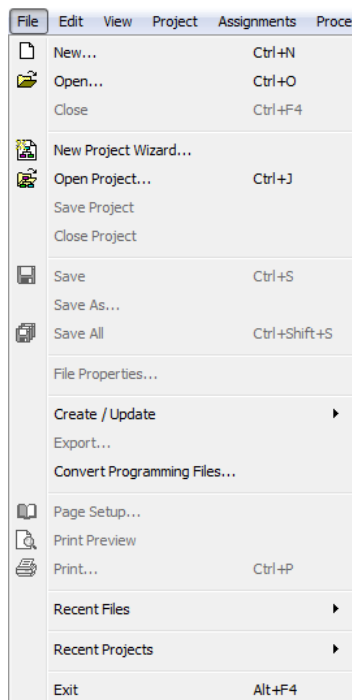 File Edit View Project Assignments Proce
New... Ctrl+N
Open... Ctrl+O
Close Ctrl+F4
New Project Wizard...
Open Project... Ctrl+J
Save Project
Close Project
Save Ctrl+S
Save As...
Save All Ctrl+Shift+S
File Properties...
Create / Update
Export...
Convert Programming Files...
Page Setup...
Print Preview
Print... Ctrl+P
Recent Files
Recent Projects
Exit Alt+F4